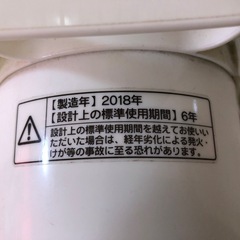 【製造年】2018年
【設計上の標準使用期間】6年
設計上の標準使用期間を越えてお使いい
ただいた場合は、経年劣化による発火・
けが等の事故に至る恐れがあります。